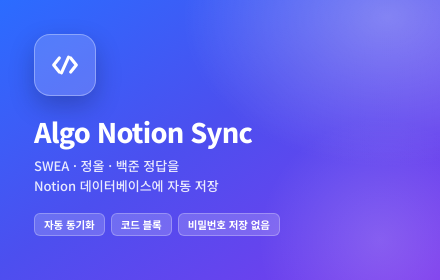 Algo Notion Sync
SWEA · 정올 · 백준 정답을
Notion 데이터베이스에 자동 저장
자동 동기화 코드 블록 비밀번호 저장 없음